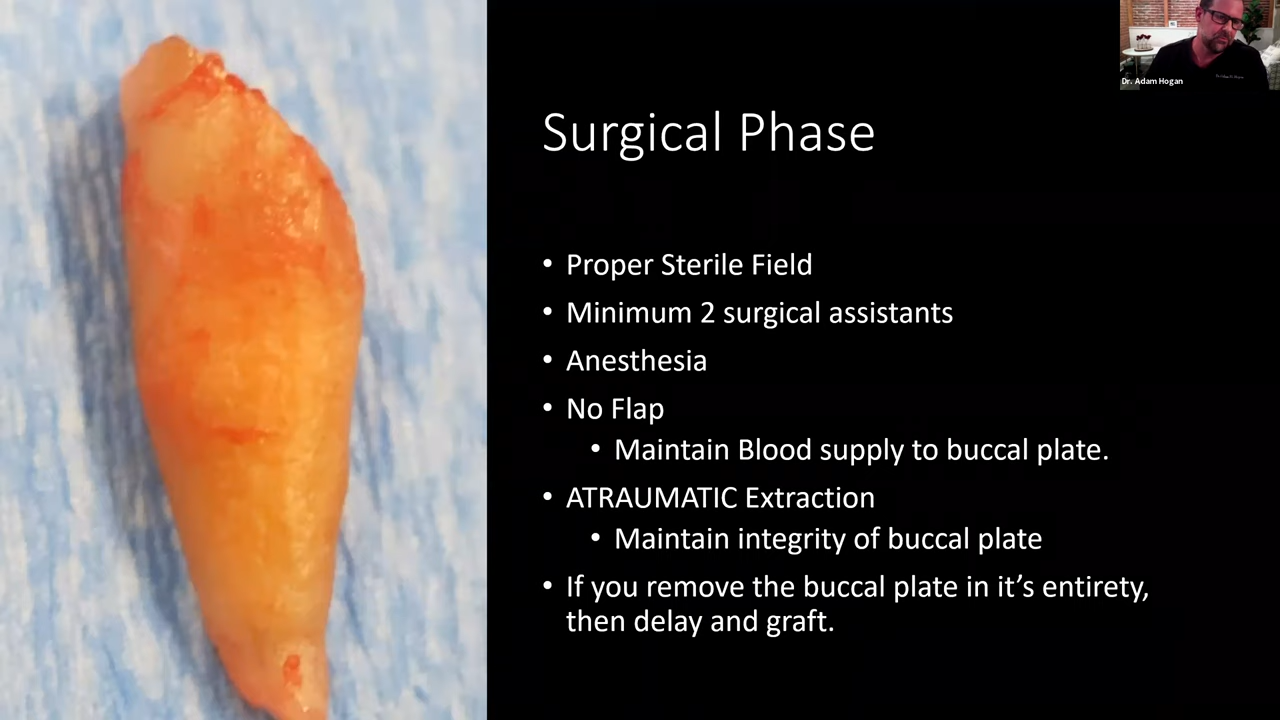 Dr. Adam Hogan
Surgical Phase
• Proper Sterile Field
• Minimum 2 surgical assistants
• Anesthesia
• No Flap
• Maintain Blood supply to buccal plate.
• ATRAUMATIC Extraction
• Maintain integrity of buccal plate
• If you remove the buccal plate in it’s entirety,
then delay and graft.